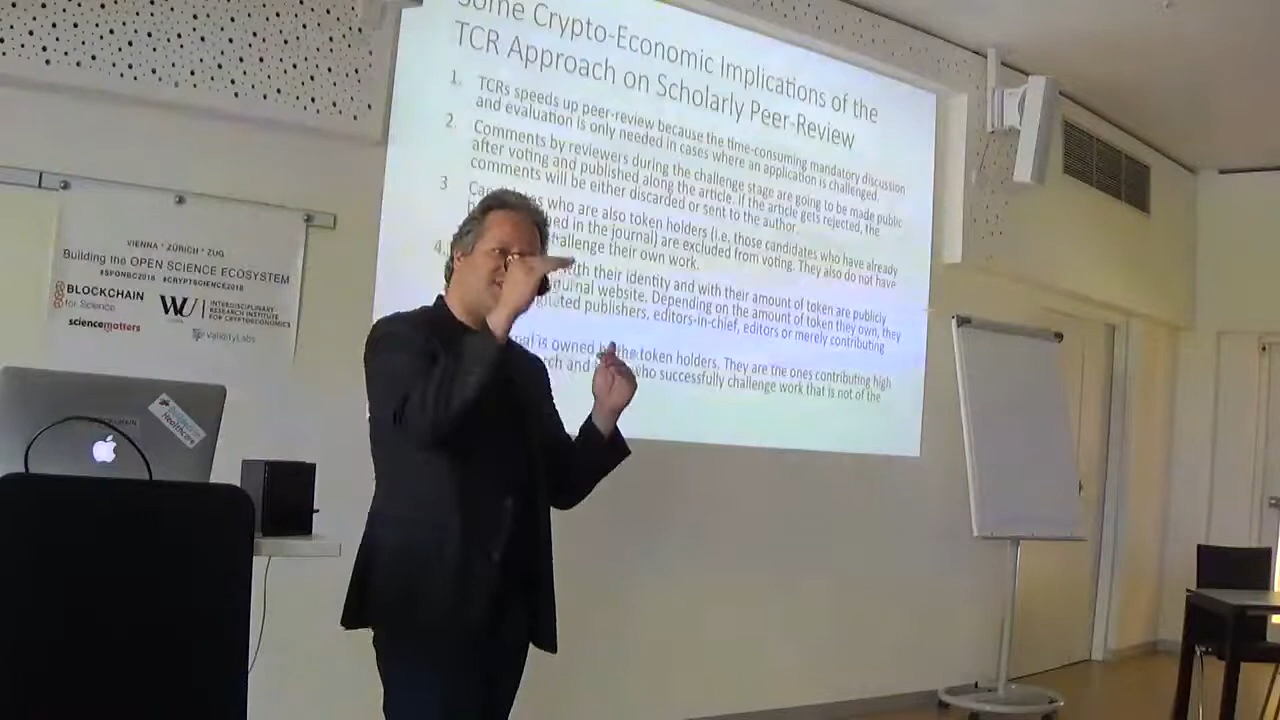 Some Crypto-Economic Implications of the
TCR Approach on Scholarly Peer-Review
1. TCRs speeds up peer-review because the time-consuming mandatory discussion
and evaluation is only needed in cases where an application is challenged.
2. Comments by reviewers during the challenge stage are going to be made public
after voting and published along the article. If the article gets rejected, the
comments will be either discarded or sent to the author.
3 who are also token holders (i.e, those candidates who have already
in the journal) are excluded from voting. They also do not have
challenge their own work.
4. with their identity and with their amount of token are publicly
journal website. Depending on the amount of token they own, they
publishers, editors-in-chief, editors or merely contributing
is owned by the token holders. They are the ones contributing high
and who successfully challenge work that is not of the
VIENNA * ZÜRICH * ZUG
Building the OPEN SCIENCE ECOSYSTEM
#SPONBC2018 #CRYPTSCIENCE2018
BLOCKCHAIN
for Science
WU
INTERDISCIPLINARY
RESEARCH INSTITUTE
FOR CRYPTOECONOMICS
sciencematters
ValidityLabs
Healthcare